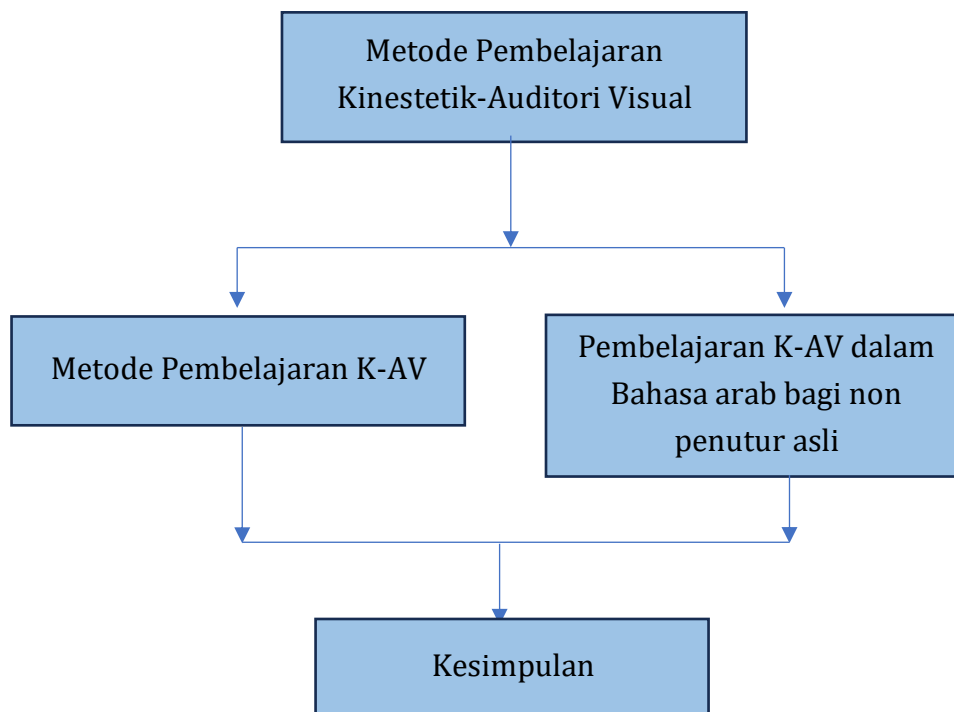 Metode Pembelajaran
Kinestetik-Auditori Visual
Metode Pembelajaran K-AV
Pembelajaran K-AV dalam
Bahasa arab bagi non
penutur asli
Kesimpulan